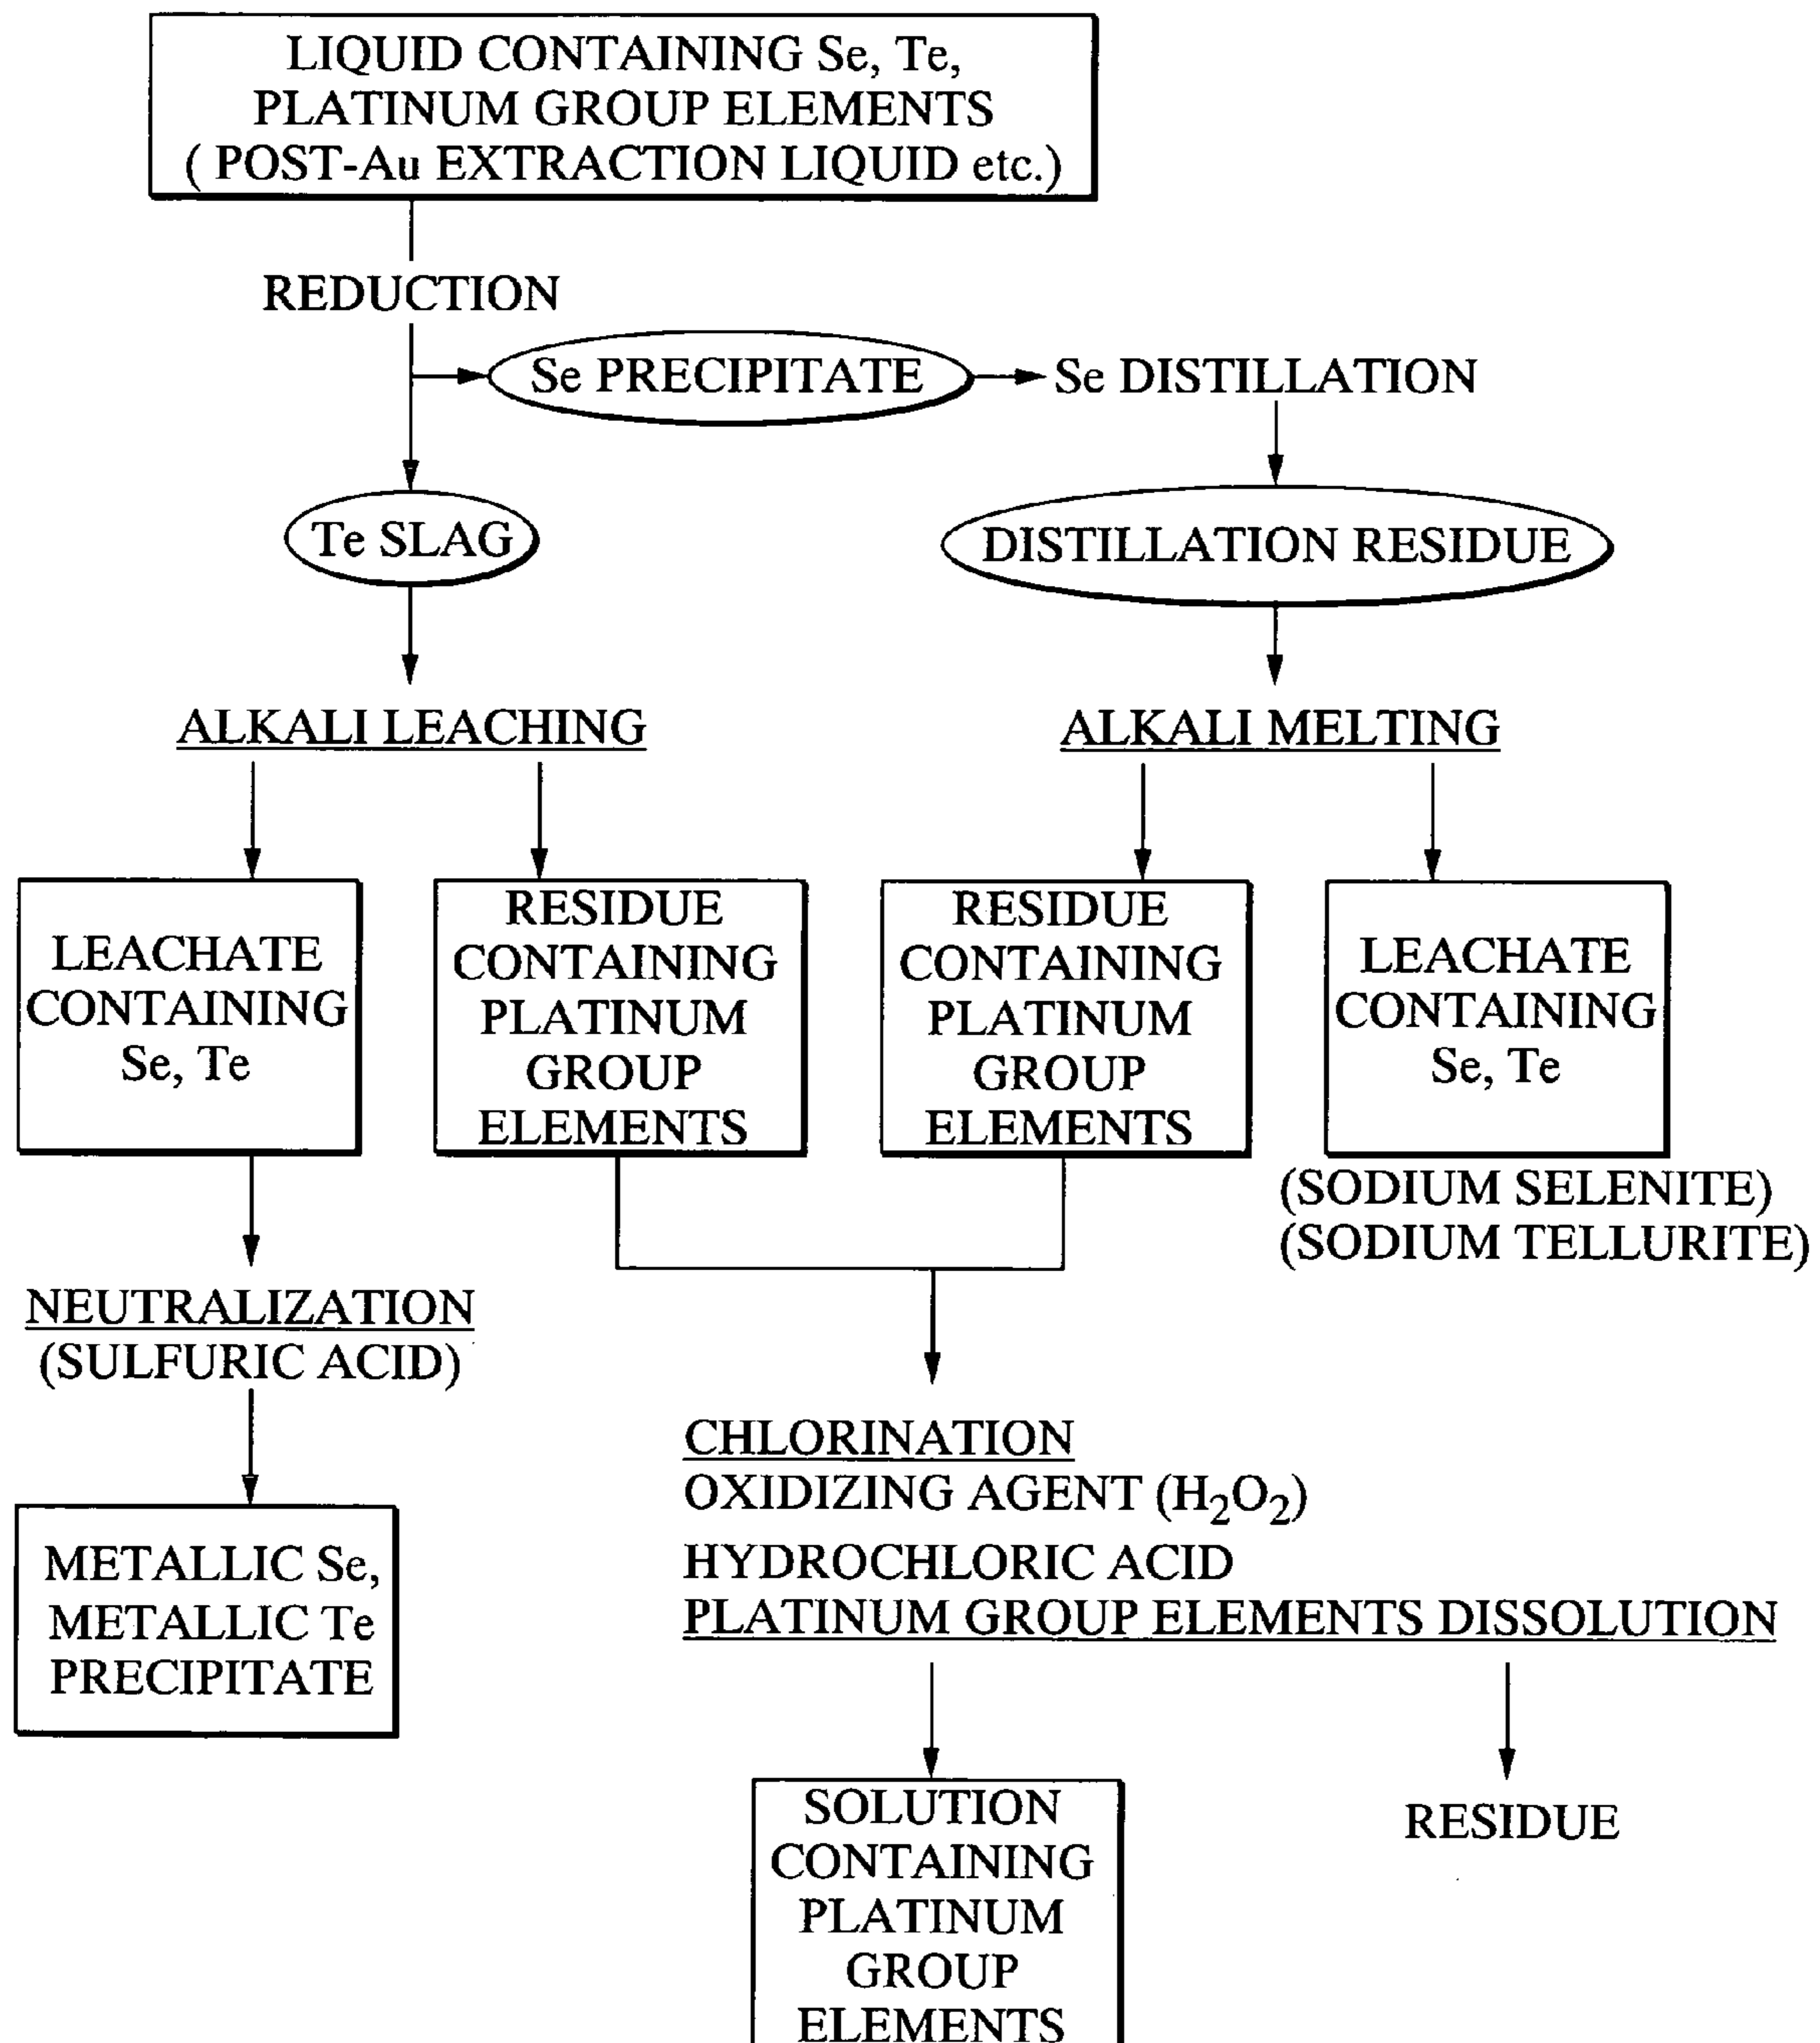 LIQUID CONTAINING Se, Te,
PLATINUM GROUP ELEMENTS
( POST-Au EXTRACTION LIQUID etc.)
REDUCTION
Se PRECIPITATE
Se DISTILLATION
Te SLAG
DISTILLATION RESIDUE
ALKALI LEACHING
ALKALI MELTING
LEACHATE
CONTAINING
Se, Te
RESIDUE
CONTAINING
PLATINUM
GROUP
ELEMENTS
RESIDUE
CONTAINING
PLATINUM
GROUP
ELEMENTS
LEACHATE
CONTAINING
Se, Te
(SODIUM SELENITE)
(SODIUM TELLURITE)
NEUTRALIZATION
(SULFURIC ACID)
METALLIC Se,
METALLIC Te
PRECIPITATE
CHLORINATION
OXIDIZING AGENT (H₂O₂)
HYDROCHLORIC ACID
PLATINUM GROUP ELEMENTS DISSOLUTION
SOLUTION
CONTAINING
PLATINUM
GROUP
ELEMENTS
RESIDUE